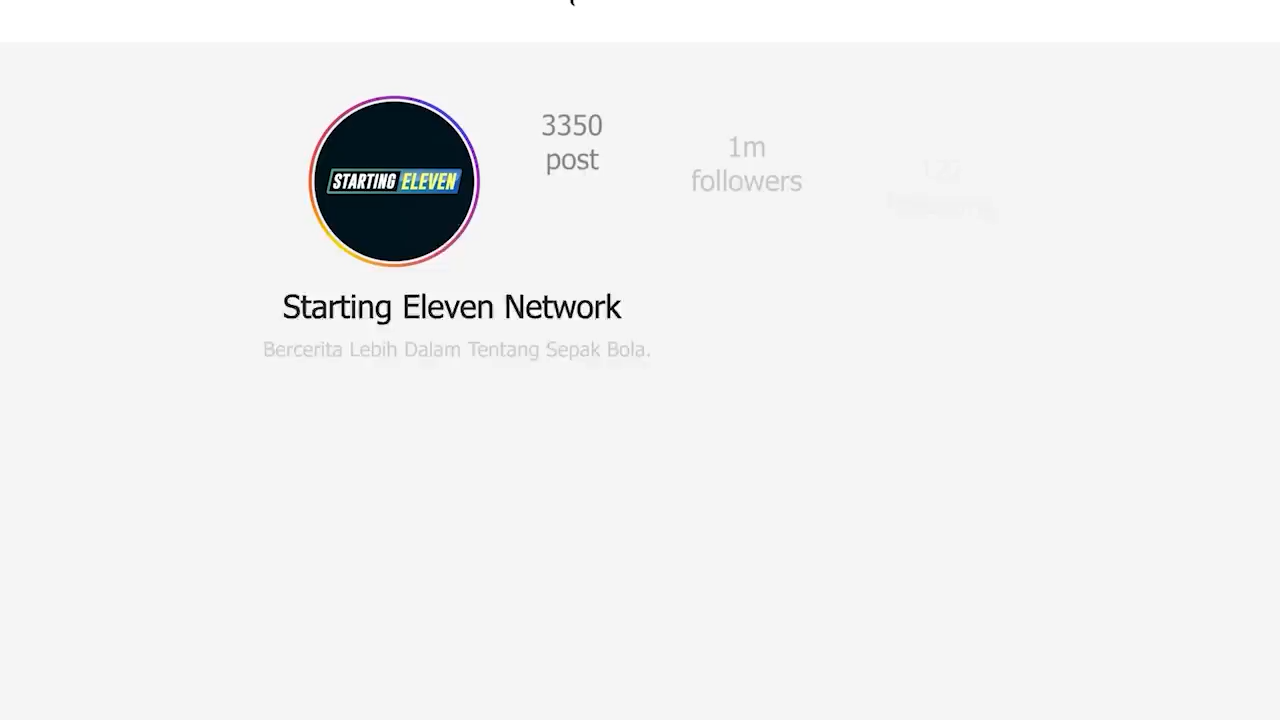 STARTING ELEVEN
3350
post
1m
followers
Starting Eleven Network
Bercerita Lebih Dalam Tentang Sepak Bola.